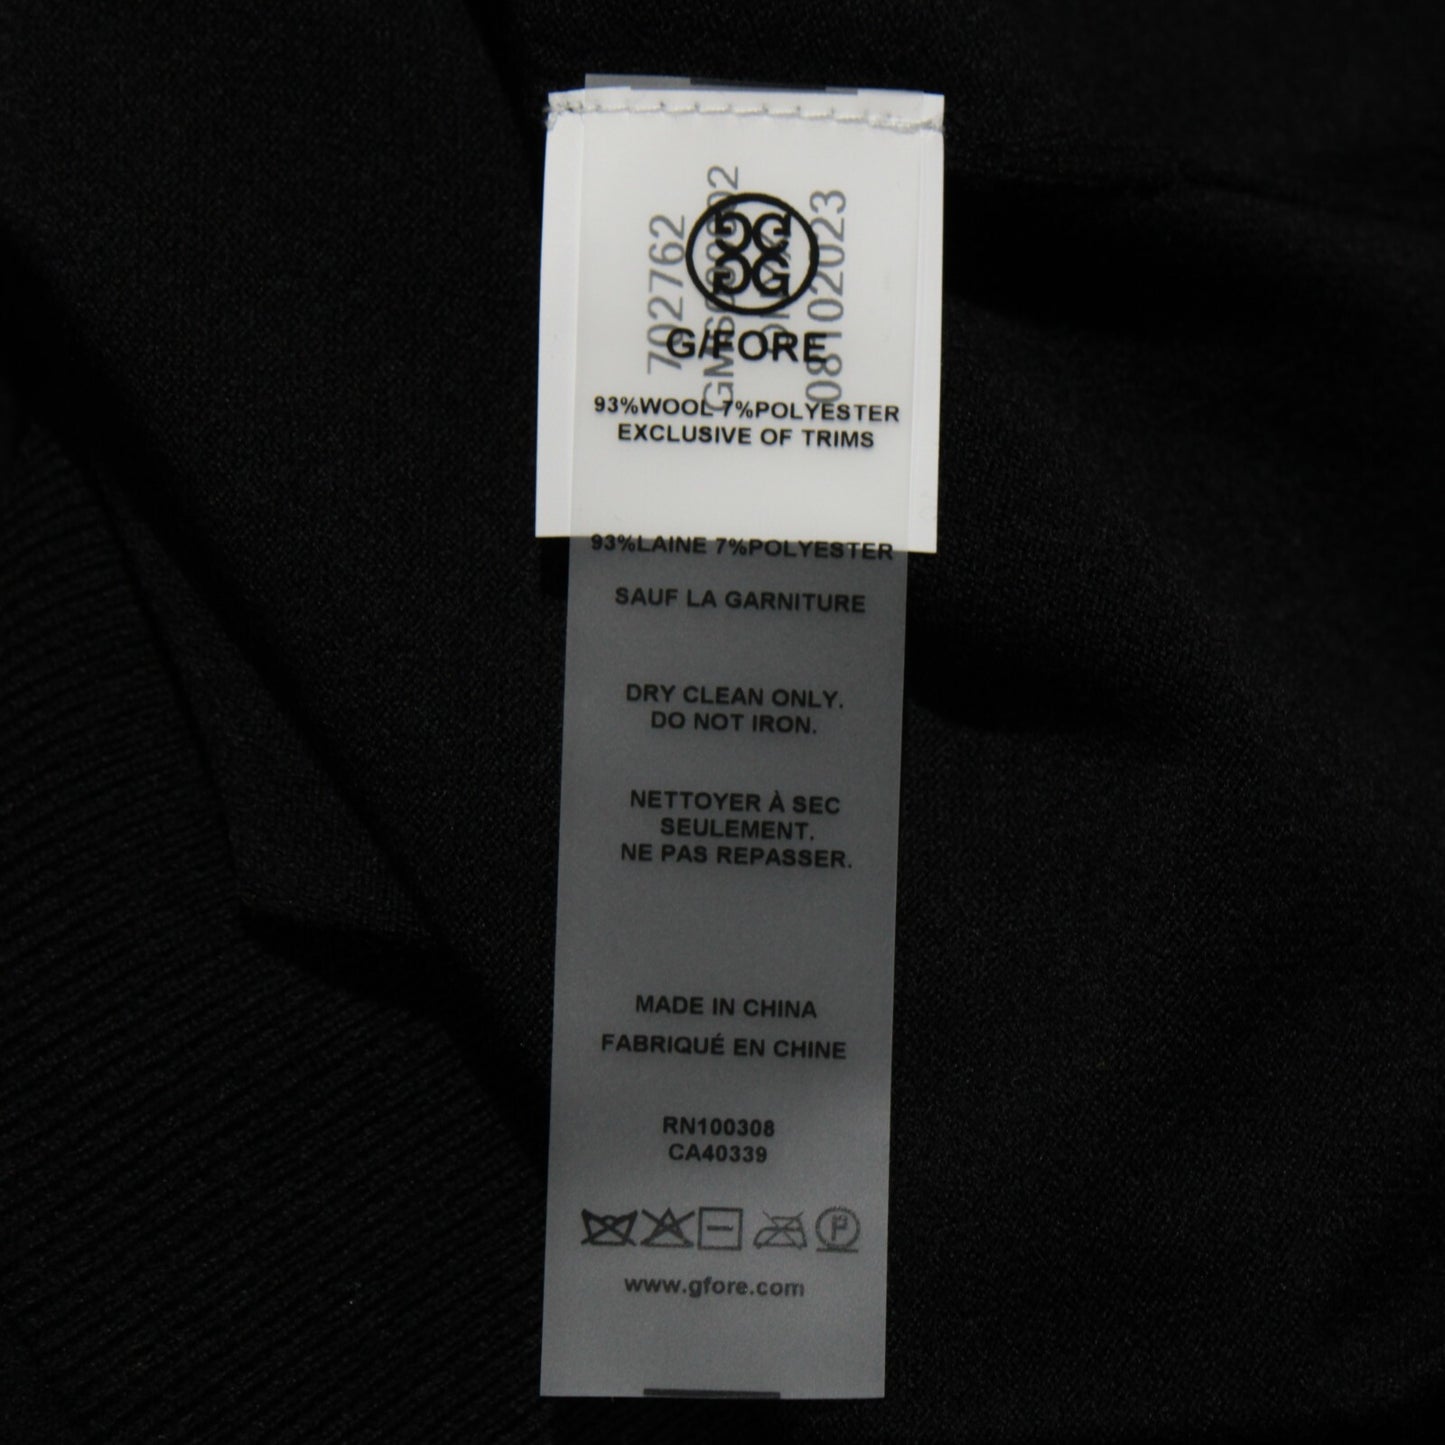 702762
08102023
G/FORE
93%WOOL 7%POLYESTER
EXCLUSIVE OF TRIMS
93%LAINE 7%POLYESTER
SAUF LA GARNITURE
DRY CLEAN ONLY.
DO NOT IRON.
NETTOYER À SEC
SEULEMENT.
NE PAS REPASSER.
MADE IN CHINA
FABRIQUÉ EN CHINE
RN100308
CA40339
P
www.gfore.com